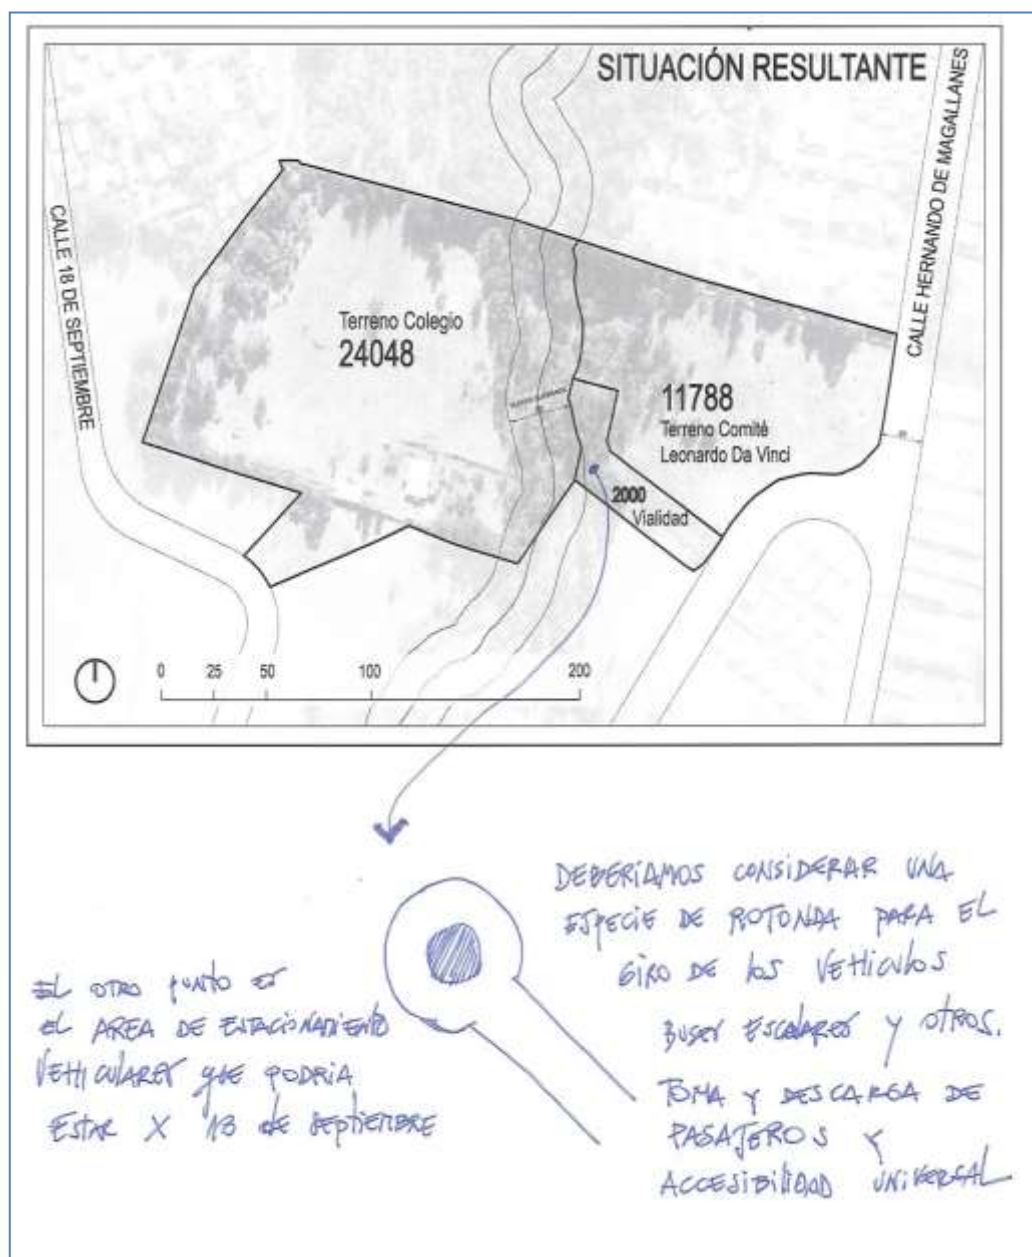 SITUACIÓN RESULTANTE
CALLE HERNANDO DE MAGALLANES
CALLE 18 DE SEPTIEMBRE
Terreno Colegio
24048
11788
Terreno Comité
Leonardo Da Vinci
2000
Vialidad
0 25 50 100 200
DEBERÍAMOS CONSIDERAR UNA
ESPECIE DE ROTONDA PARA EL
GIRO DE LOS VEHICULOS
BUSES ESCOLARES Y OTROS.
TOMA Y DESCARGA DE
PASAJEROS Y
ACCESIBILIDAD UNIVERSAL
EL OTRO PUNTO ES
EL AREA DE ESTACIONAMIENTO
VEHICULARES QUE PODRIA
ESTAR X 18 de SEPTIEMBRE